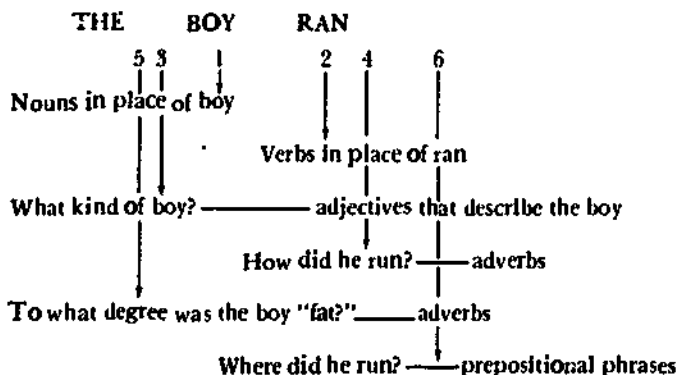 THE BOY RAN
5 3 1 2 4 6
Nouns in place of boy
Verbs in place of ran
What kind of boy? adjectives that describe the boy
How did he run? adverbs
To what degree was the boy "fat?" adverbs
Where did he run? prepositional phrases